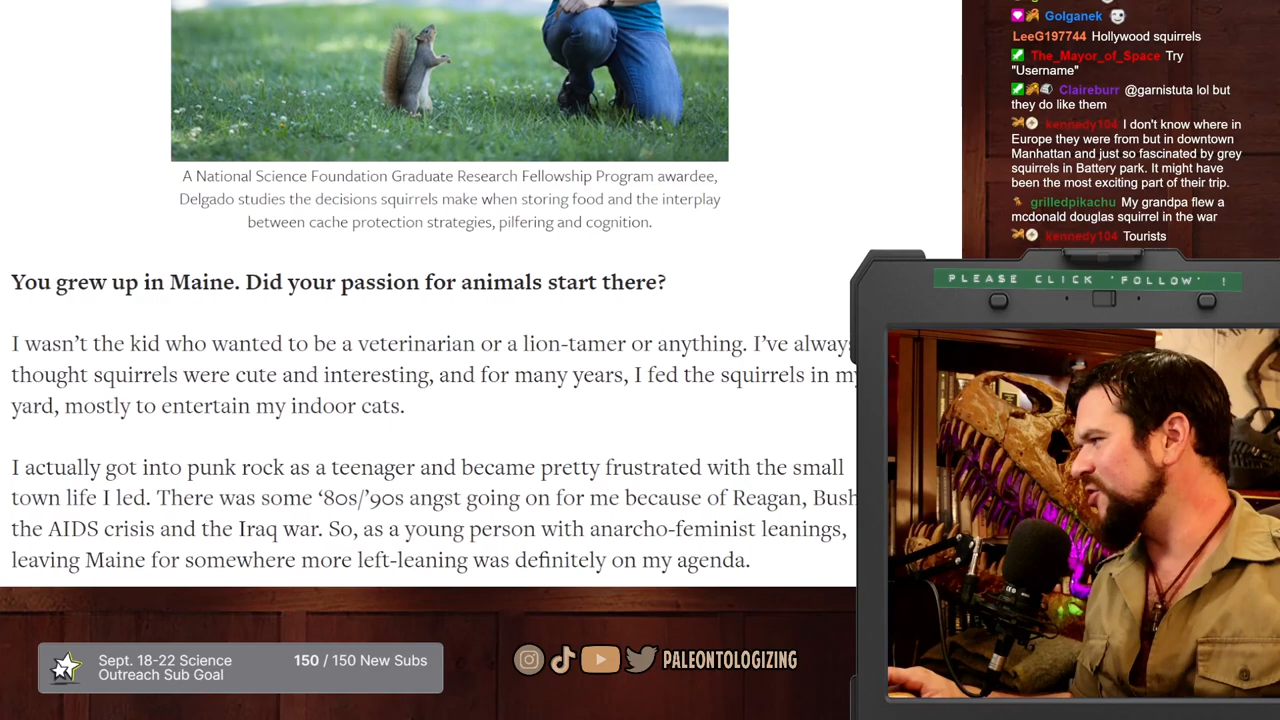 A National Science Foundation Graduate Research Fellowship Program awardee,
Delgado studies the decisions squirrels make when storing food and the interplay
between cache protection strategies, pilfering and cognition.
You grew up in Maine. Did your passion for animals start there?
I wasn’t the kid who wanted to be a veterinarian or a lion-tamer or anything. I’ve always
thought squirrels were cute and interesting, and for many years, I fed the squirrels in my
yard, mostly to entertain my indoor cats.
I actually got into punk rock as a teenager and became pretty frustrated with the small
town life I led. There was some ‘80s/’90s angst going on for me because of Reagan, Bush
the AIDS crisis and the Iraq war. So, as a young person with anarcho-feminist leanings,
leaving Maine for somewhere more left-leaning was definitely on my agenda.
Golganek
LeeG197744 Hollywood squirrels
The_Mayor_of_Space Try
"Username"
Claireburr @garnistuta lol but
they do like them
kennedy104 I don't know where in
Europe they were from but in downtown
Manhattan and just so fascinated by grey
squirrels in Battery park. It might have
been the most exciting part of their trip.
grilledpikachu My grandpa flew a
mcdonald douglas squirrel in the war
kennedy104 Tourists
PLEASE CLICK 'FOLLOW' !
Sept. 18-22 Science
Outreach Sub Goal
150 / 150 New Subs
PALEONTOLOGIZING